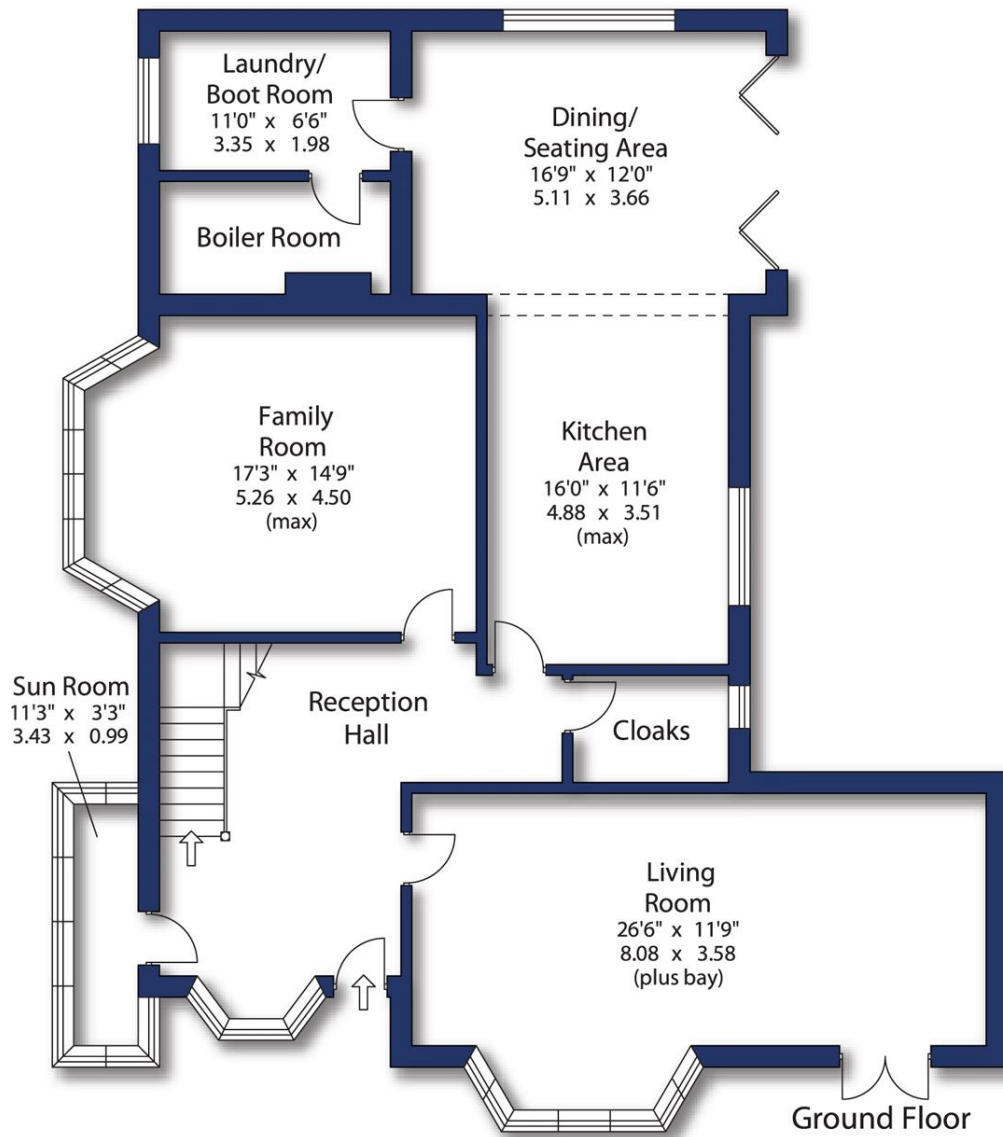 Laundry/
Boot Room
11'0" x 6'6"
3.35 x 1.98
Dining/
Seating Area
16'9" x 12'0"
5.11 x 3.66
Boiler Room
Family
Room
17'3" x 14'9"
5.26 x 4.50
(max)
Kitchen
Area
16'0" x 11'6"
4.88 x 3.51
(max)
Sun Room
11'3" x 3'3"
3.43 x 0.99
Reception
Hall
Cloaks
Living
Room
26'6" x 11'9"
8.08 x 3.58
(plus bay)
Ground Floor